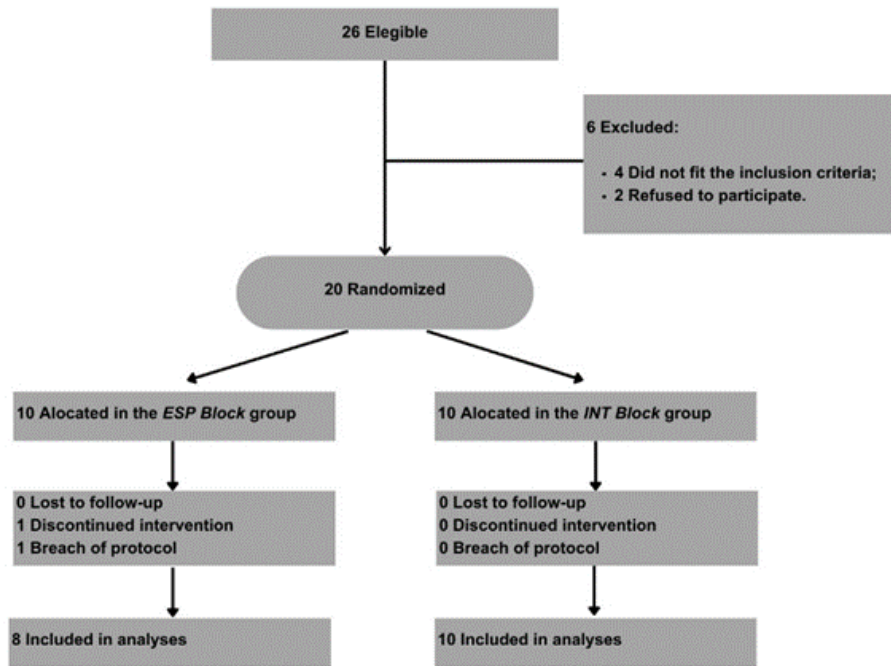 26 Elegible
6 Excluded:
- 4 Did not fit the inclusion criteria;
- 2 Refused to participate.
20 Randomized
10 Alocated in the ESP Block group
10 Alocated in the INT Block group
0 Lost to follow-up
1 Discontinued intervention
1 Breach of protocol
0 Lost to follow-up
0 Discontinued intervention
0 Breach of protocol
8 Included in analyses
10 Included in analyses